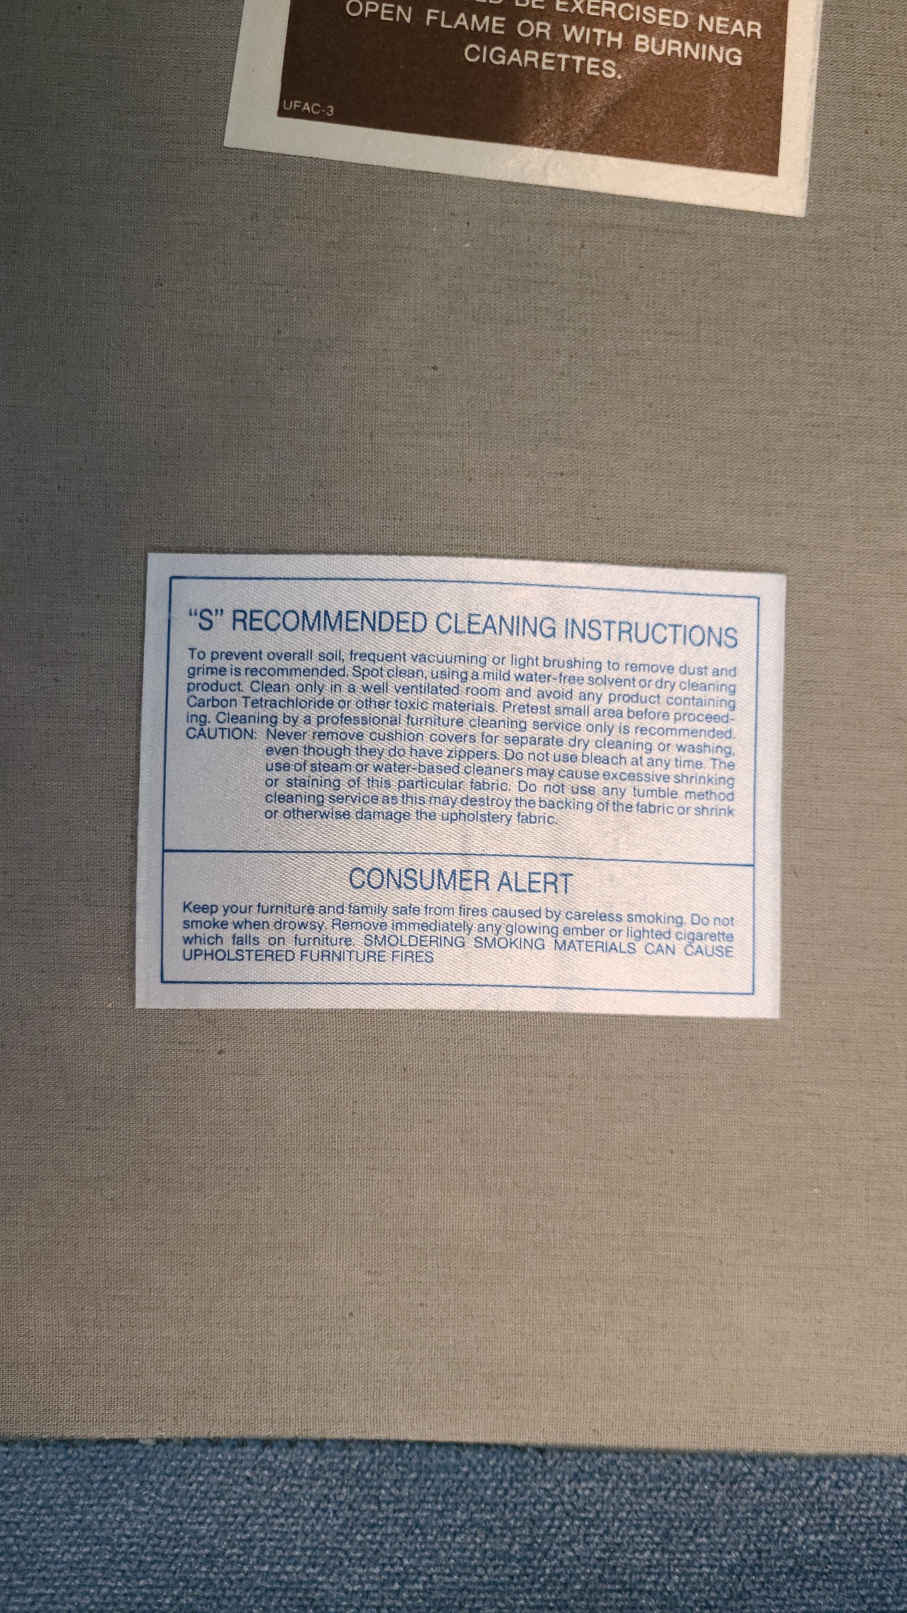 BE EXERCISED NEAR
OPEN FLAME OR WITH BURNING
CIGARETTES.
UFAC-3
"S" RECOMMENDED CLEANING INSTRUCTIONS
To prevent overall soil, frequent vacuuming or light brushing to remove dust and
grime is recommended. Spot clean, using a mild water-free solvent or dry cleaning
product. Clean only in a well ventilated room and avoid any product containing
Carbon Tetrachloride or other toxic materials. Pretest small area before proceed-
ing. Cleaning by a professional furniture cleaning service only is recommended.
CAUTION: Never remove cushion covers for separate dry cleaning or washing,
even though they do have zippers. Do not use bleach at any time. The
use of steam or water-based cleaners may cause excessive shrinking
or staining of this particular fabric. Do not use any tumble method
cleaning service as this may destroy the backing of the fabric or shrink
or otherwise damage the upholstery fabric.
CONSUMER ALERT
Keep your furniture and family safe from fires caused by careless smoking. Do not
smoke when drowsy. Remove immediately any glowing ember or lighted cigarette
which falls on furniture. SMOLDERING SMOKING MATERIALS CAN CAUSE
UPHOLSTERED FURNITURE FIRES